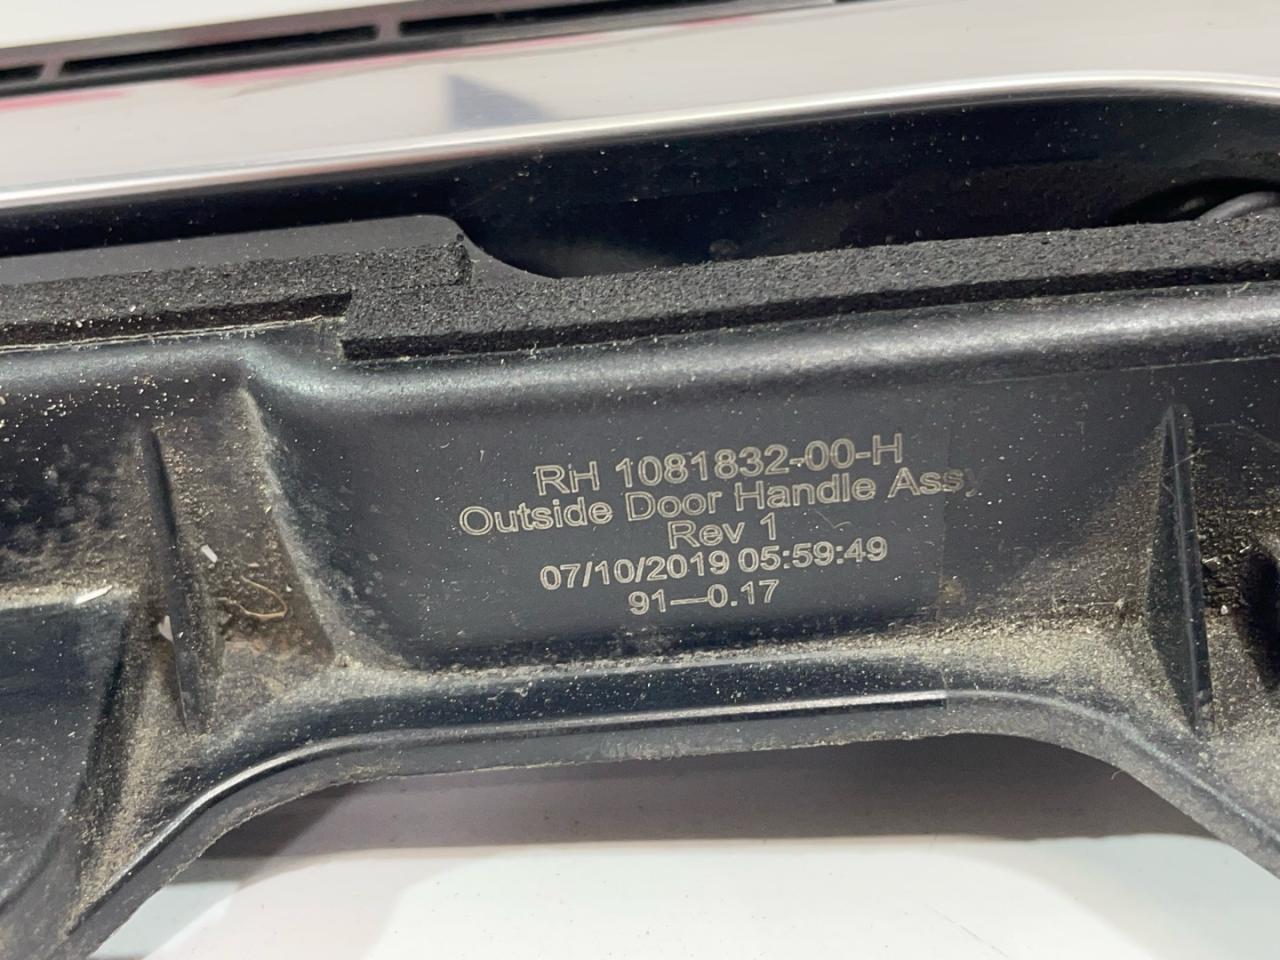 RH 1081832-00-H
Outside Door Handle Assy
Rev 1
07/10/2019 05:59:49
91—0.17